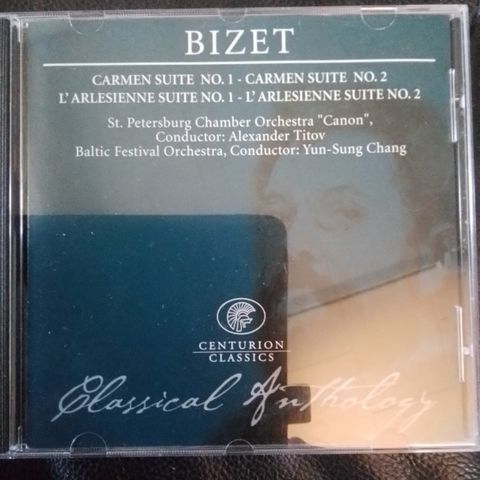 BIZET
CARMEN SUITE NO. 1 - CARMEN SUITE NO. 2
L'ARLESIENNE SUITE NO. 1 - L'ARLESIENNE SUITE NO. 2
St. Petersburg Chamber Orchestra "Canon",
Conductor: Alexander Titov
Baltic Festival Orchestra, Conductor: Yun-Sung Chang
CENTURION
CLASSICS
Classical Anthology